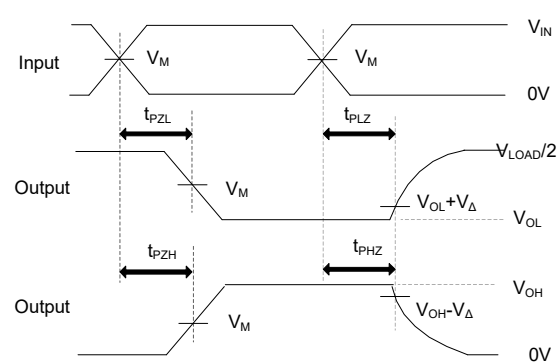 V_IN
Input
V_M
V_M
0V
t_PZL
t_PLZ
V_LOAD/2
Output
V_M
V_OL+V_Δ
V_OL
t_PZH
t_PHZ
V_OH
Output
V_M
V_OH-V_Δ
0V